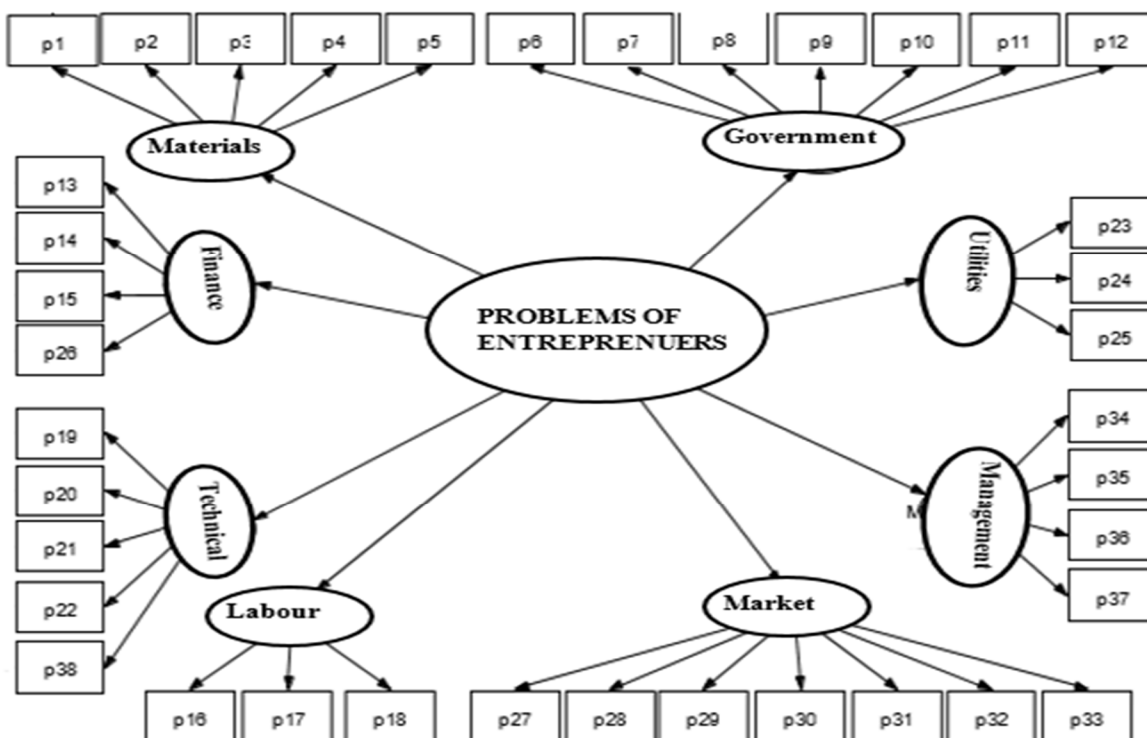 p1
p2
p3
p4
p5
p6
p7
p8
p9
p10
p11
p12
Materials
Government
p13
p14
p15
p26
Finance
PROBLEMS OF
ENTREPRENUERS
Utilities
p23
p24
p25
p19
p20
p21
p22
p38
Technical
Management
M
p34
p35
p36
p37
Labour
Market
p16
p17
p18
p27
p28
p29
p30
p31
p32
p33